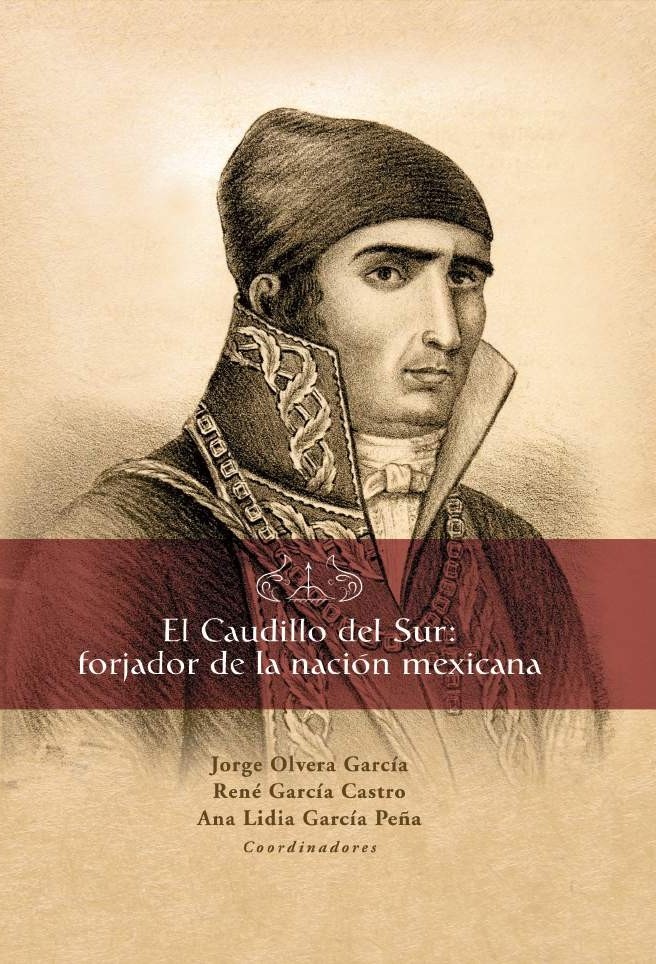 El Caudillo del Sur:
forjador de la nación mexicana
Jorge Olvera García
René García Castro
Ana Lidia García Peña
Coordinadores